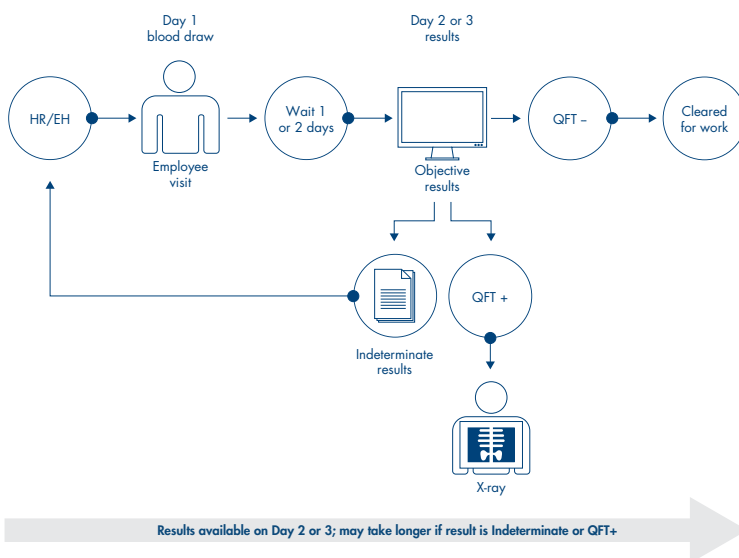 Day 1
blood draw
Day 2 or 3
results
HR/EH
Employee
visit
Wait 1
or 2 days
Objective
results
QFT –
Cleared
for work
Indeterminate
results
QFT +
X-ray
Results available on Day 2 or 3; may take longer if result is Indeterminate or QFT+